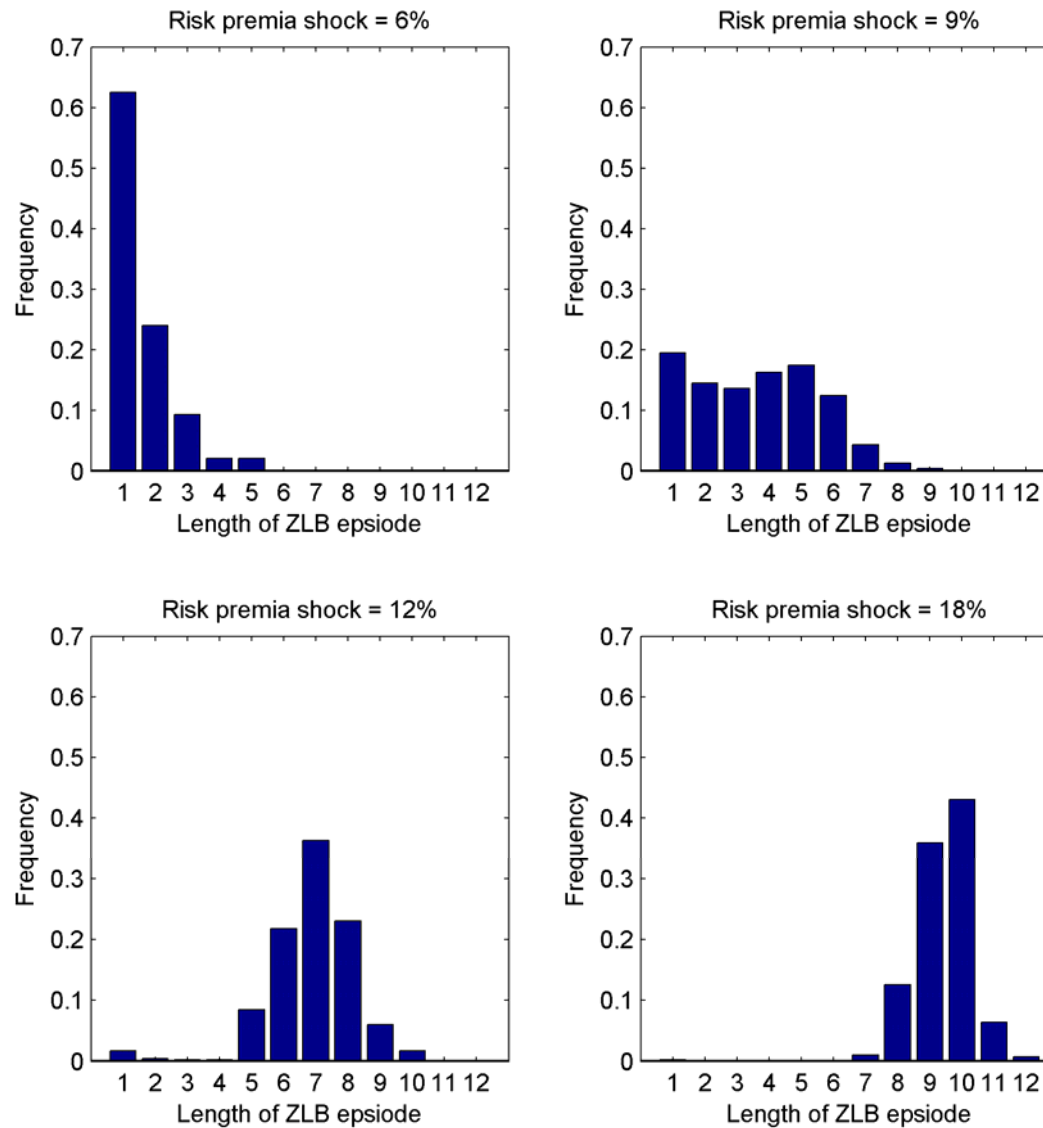 Risk premia shock = 6%
0.7
0.6
0.5
0.4
0.3
0.2
0.1
0
Frequency
1 2 3 4 5 6 7 8 9 10 11 12
Length of ZLB epsiode
Risk premia shock = 9%
0.7
0.6
0.5
0.4
0.3
0.2
0.1
0
Frequency
1 2 3 4 5 6 7 8 9 10 11 12
Length of ZLB epsiode
Risk premia shock = 12%
0.7
0.6
0.5
0.4
0.3
0.2
0.1
0
Frequency
1 2 3 4 5 6 7 8 9 10 11 12
Length of ZLB epsiode
Risk premia shock = 18%
0.7
0.6
0.5
0.4
0.3
0.2
0.1
0
Frequency
1 2 3 4 5 6 7 8 9 10 11 12
Length of ZLB epsiode